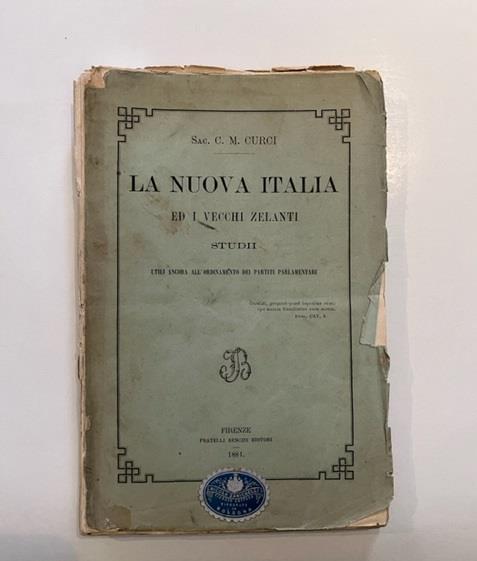 SAC. C. M. CURCI
LA NUOVA ITALIA
ED I VECCHI ZELANTI
STUDII
UTILI ANCORA ALL'ORDINAMENTO DEI PARTITI PARLAMENTARI
FIRENZE
FRATELLI BENCINI EDITORI
1881.
BOLOGNA